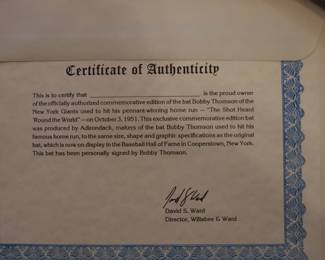 Certificate of Authenticity
This is to certify that ______________________ is the proud owner
of the officially authorized commemorative edition of the bat Bobby Thomson of the
New York Giants used to hit his pennant-winning home run — "The Shot Heard
'Round the World" — on October 3, 1951. This exclusive commemorative edition bat
was produced by Adirondack, makers of the bat Bobby Thomson used to hit his
famous home run, to the same size, shape and graphic specifications as the original
bat, which is now on display in the Baseball Hall of Fame in Cooperstown, New York.
This bat has been personally signed by Bobby Thomson.
David S. Ward
Director, Willabee & Ward